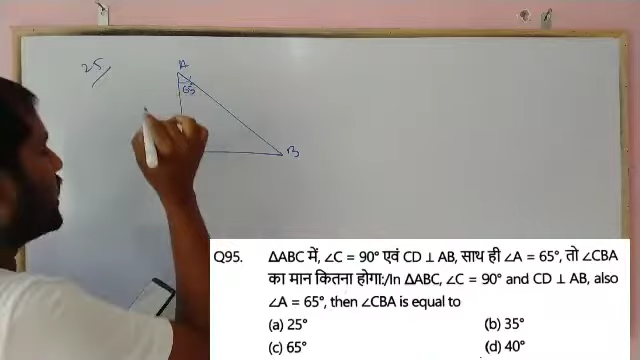 25/
A
65
B
Q95. ΔABC में, ∠C = 90° एवं CD ⊥ AB, साथ ही ∠A = 65°, तो ∠CBA
का मान कितना होगा:/In ΔABC, ∠C = 90° and CD ⊥ AB, also
∠A = 65°, then ∠CBA is equal to
(a) 25° (b) 35°
(c) 65° (d) 40°